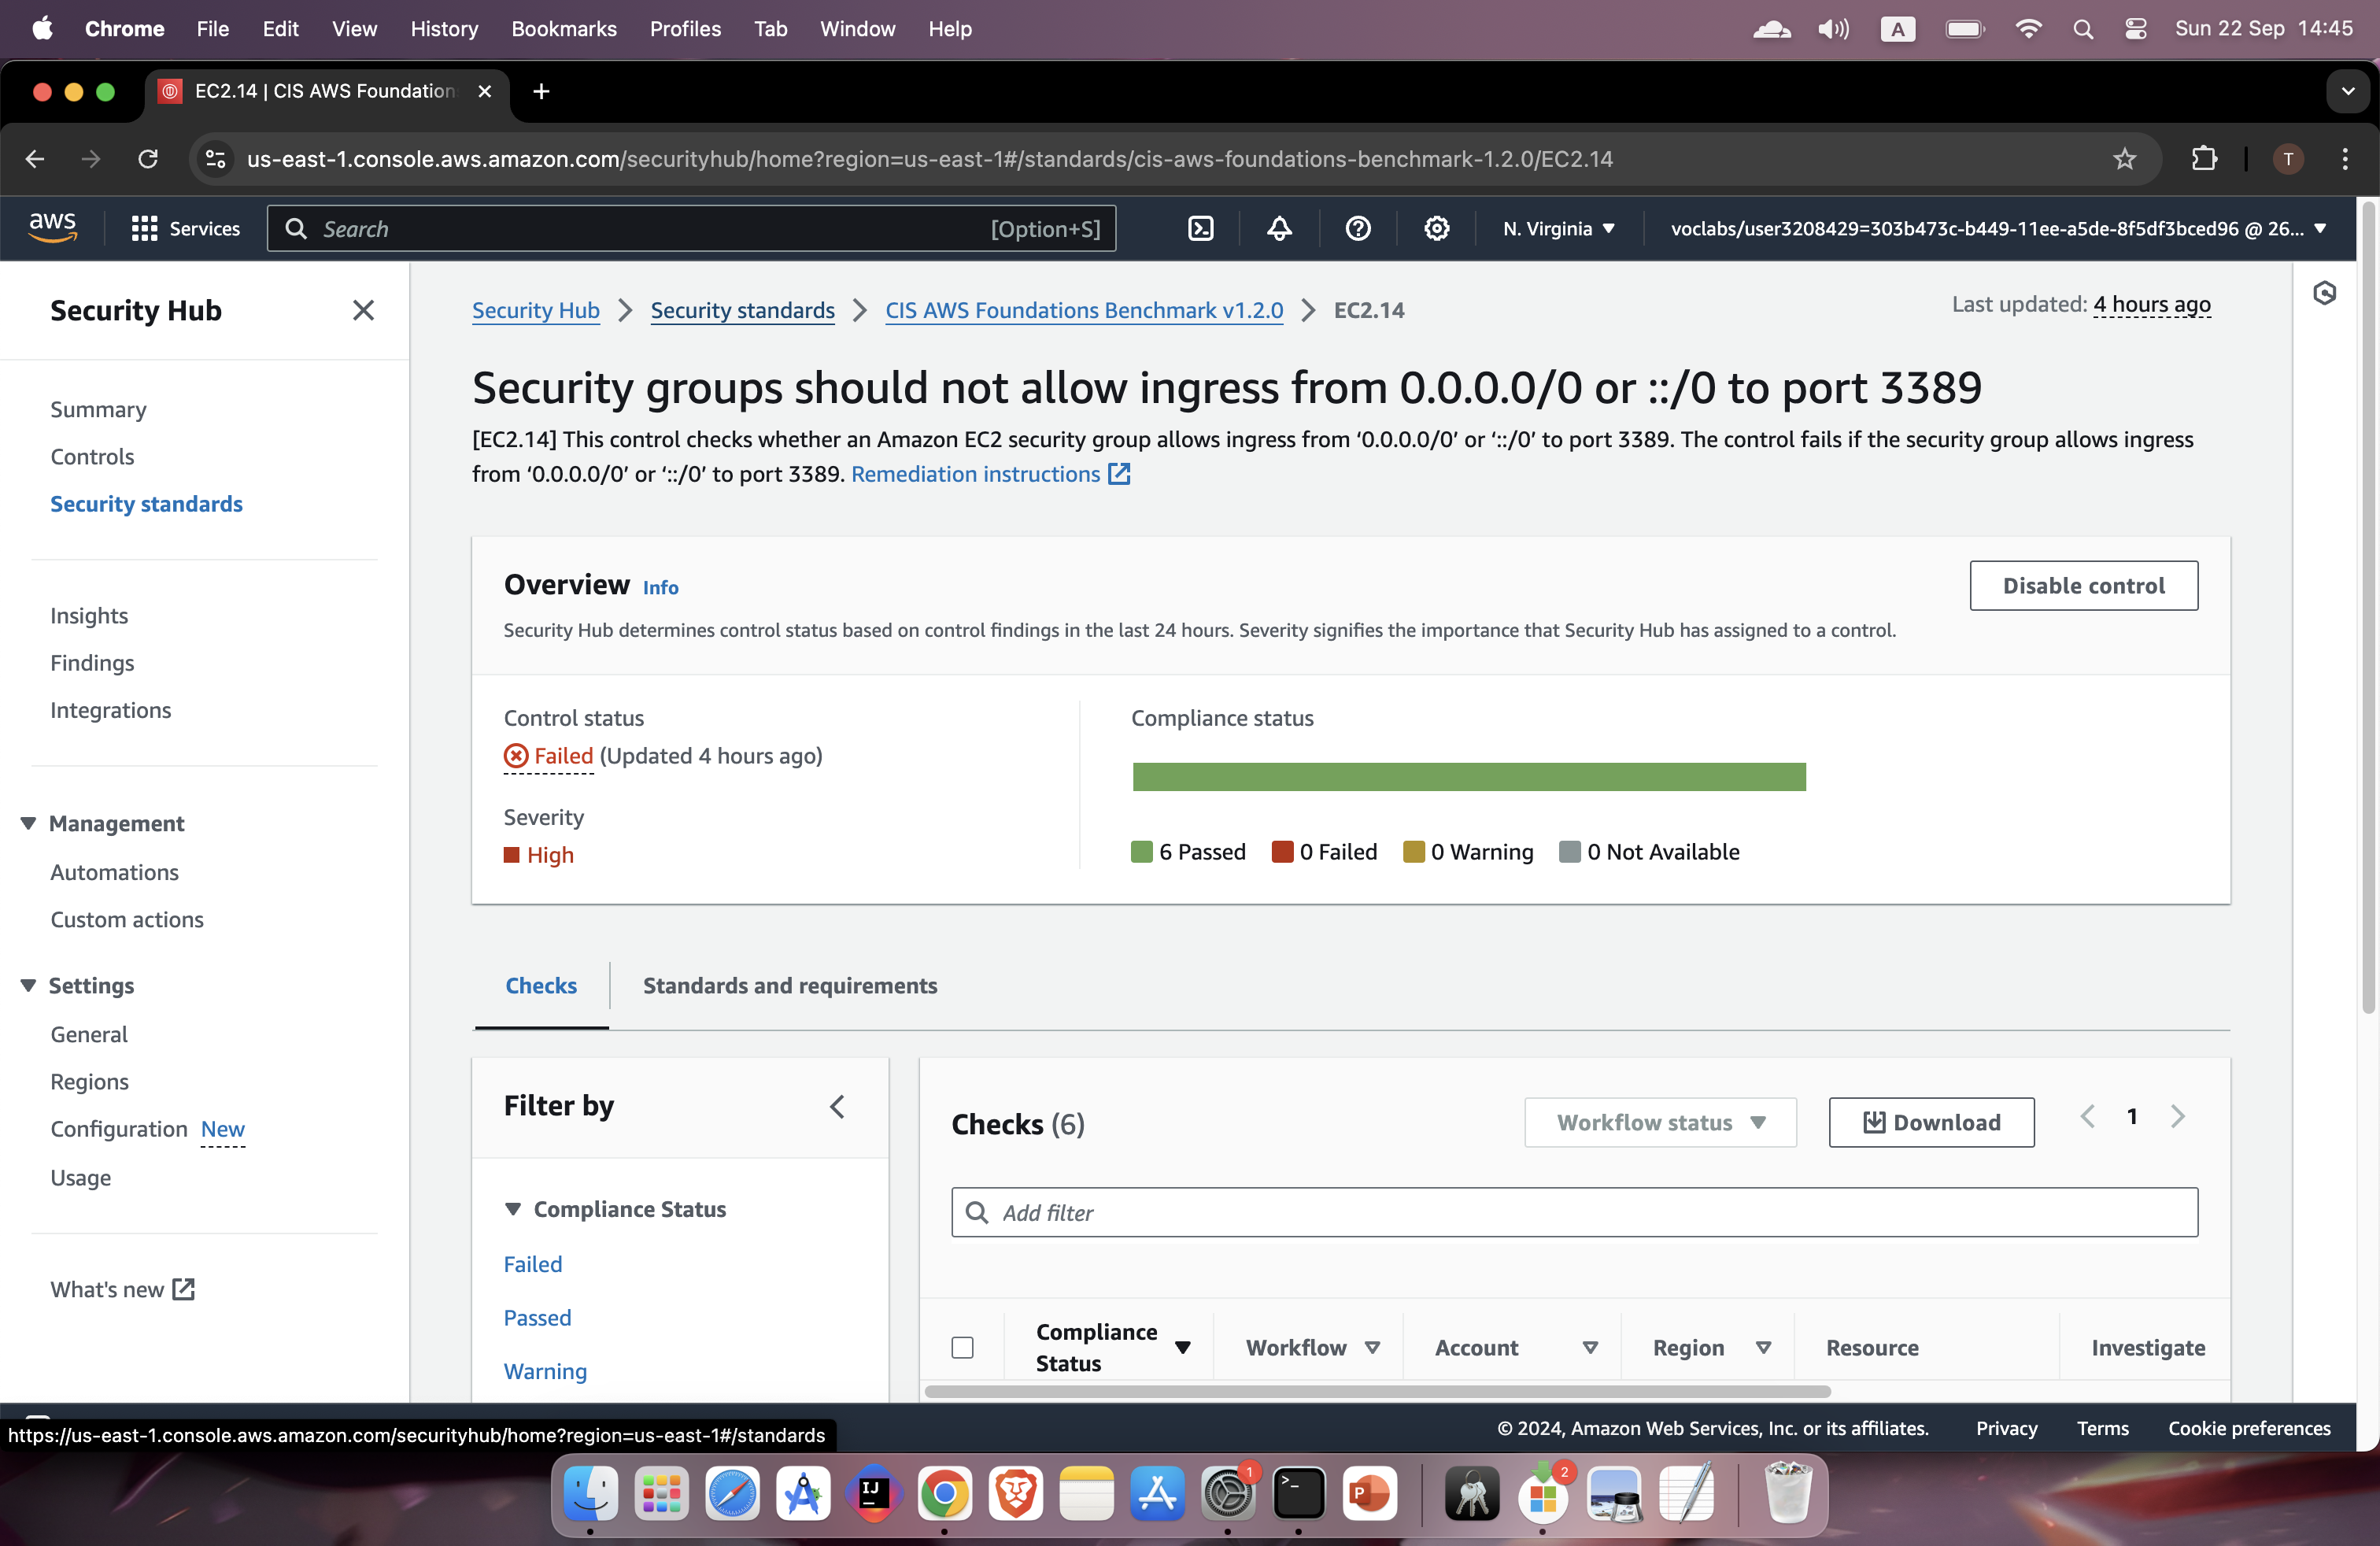 Chrome File Edit View History Bookmarks Profiles Tab Window Help A Sun 22 Sep 14:45
EC2.14 | CIS AWS Foundation
us-east-1.console.aws.amazon.com/securityhub/home?region=us-east-1#/standards/cis-aws-foundations-benchmark-1.2.0/EC2.14 T
aws Services Search [Option+S] N. Virginia voclabs/user3208429=303b473c-b449-11ee-a5de-8f5df3bced96 @ 26...
Security Hub
Summary
Controls
Security standards
Insights
Findings
Integrations
Management
Automations
Custom actions
Settings
General
Regions
Configuration New
Usage
What's new
Security Hub Security standards CIS AWS Foundations Benchmark v1.2.0 EC2.14
Last updated: 4 hours ago
Security groups should not allow ingress from 0.0.0.0/0 or ::/0 to port 3389
[EC2.14] This control checks whether an Amazon EC2 security group allows ingress from ‘0.0.0.0/0’ or ‘::/0’ to port 3389. The control fails if the security group allows ingress
from ‘0.0.0.0/0’ or ‘::/0’ to port 3389. Remediation instructions
Overview Info
Disable control
Security Hub determines control status based on control findings in the last 24 hours. Severity signifies the importance that Security Hub has assigned to a control.
Control status
Failed (Updated 4 hours ago)
Severity
High
Compliance status
6 Passed 0 Failed 0 Warning 0 Not Available
Checks Standards and requirements
Filter by
Compliance Status
Failed
Passed
Warning
Checks (6)
Workflow status Download 1
Add filter
Compliance Status Workflow Account Region Resource Investigate
https://us-east-1.console.aws.amazon.com/securityhub/home?region=us-east-1#/standards
© 2024, Amazon Web Services, Inc. or its affiliates. Privacy Terms Cookie preferences
IJ
1
>_
P
2